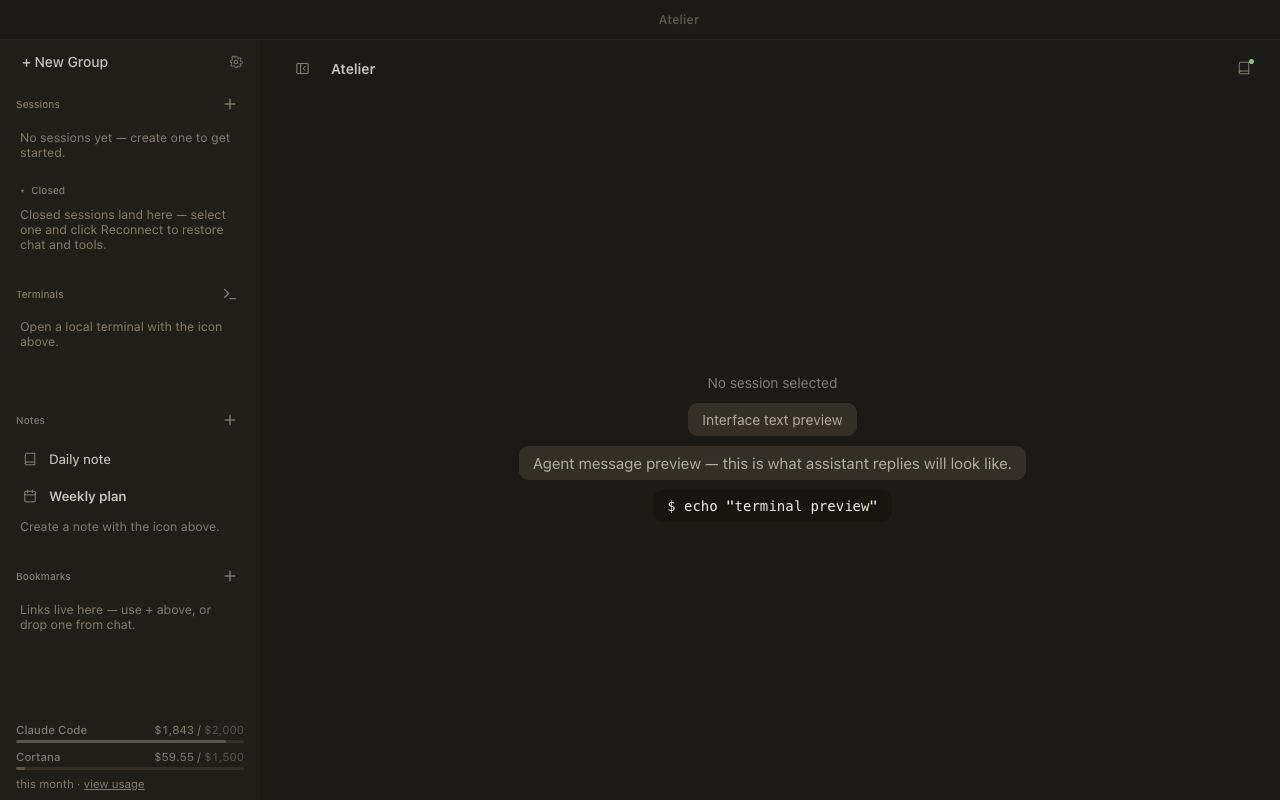 Atelier
+ New Group
Atelier
Sessions
No sessions yet — create one to get
started.
Closed
Closed sessions land here — select
one and click Reconnect to restore
chat and tools.
Terminals
Open a local terminal with the icon
above.
No session selected
Interface text preview
Agent message preview — this is what assistant replies will look like.
$ echo "terminal preview"
Notes
Daily note
Weekly plan
Create a note with the icon above.
Bookmarks
Links live here — use + above, or
drop one from chat.
Claude Code $1,843 / $2,000
Cortana $59.55 / $1,500
this month · view usage